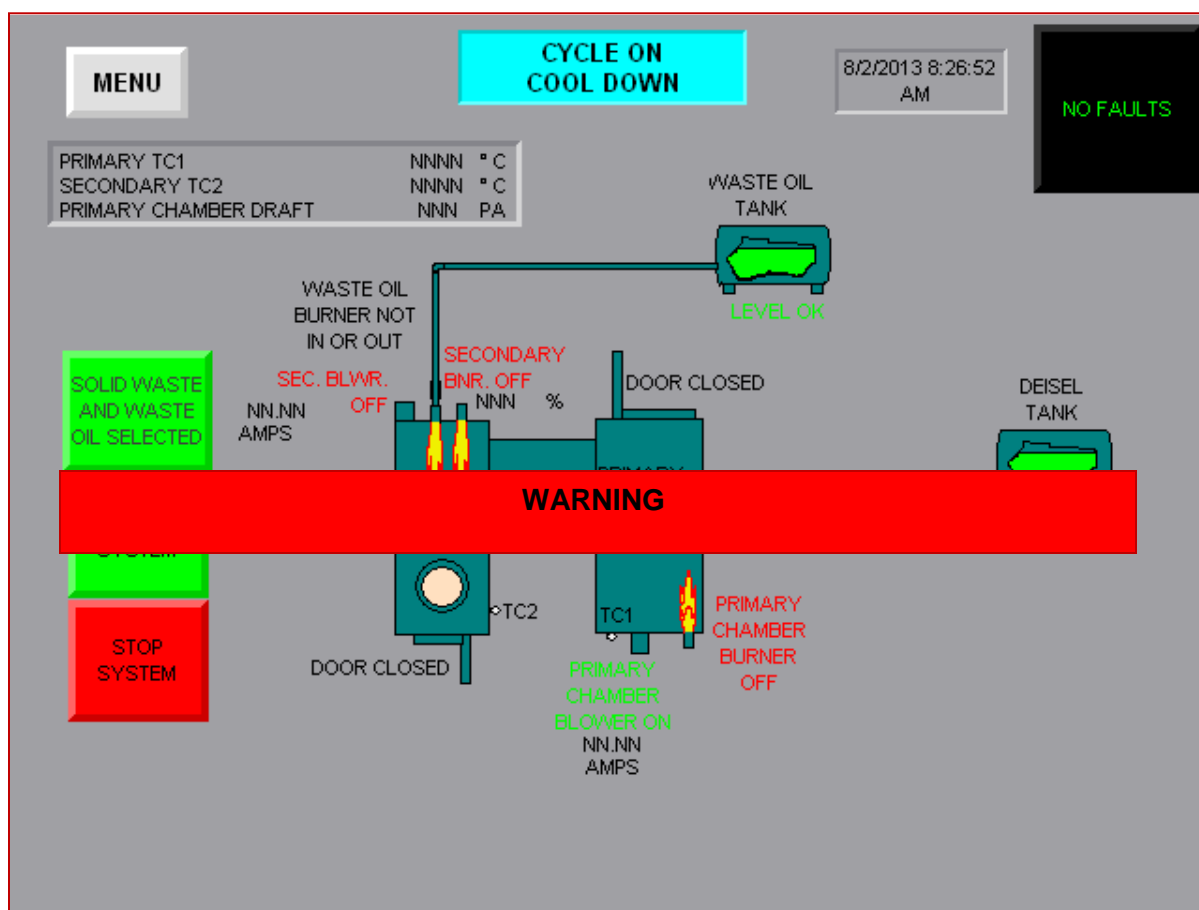 MENU
CYCLE ON
COOL DOWN
8/2/2013 8:26:52
AM
NO FAULTS
PRIMARY TC1 NNNN °C
SECONDARY TC2 NNNN °C
PRIMARY CHAMBER DRAFT NNN PA
WASTE OIL
TANK
LEVEL OK
WASTE OIL
BURNER NOT
IN OR OUT
SECONDARY
BNR. OFF
NNN %
SEC. BLWR.
OFF
NN.NN
AMPS
DOOR CLOSED
DEISEL
TANK
SOLID WASTE
AND WASTE
OIL SELECTED
PRIMARY
WARNING
SYSTEM
STOP
SYSTEM
TC2
DOOR CLOSED
TC1
PRIMARY
CHAMBER
BLOWER ON
NN.NN
AMPS
PRIMARY
CHAMBER
BURNER
OFF